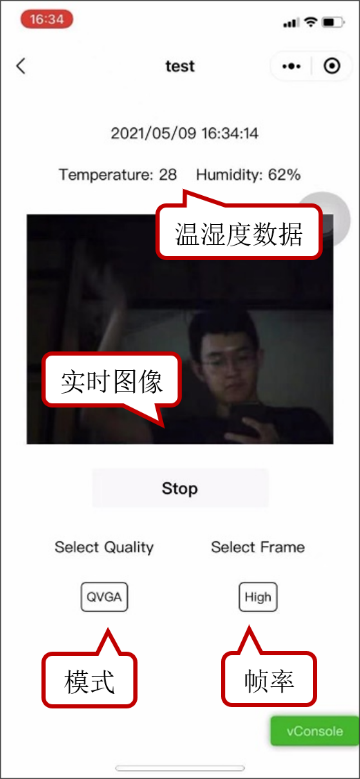 16:34
test
2021/05/09 16:34:14
Temperature: 28 Humidity: 62%
温湿度数据
实时图像
Stop
Select Quality Select Frame
QVGA High
模式 帧率
vConsole